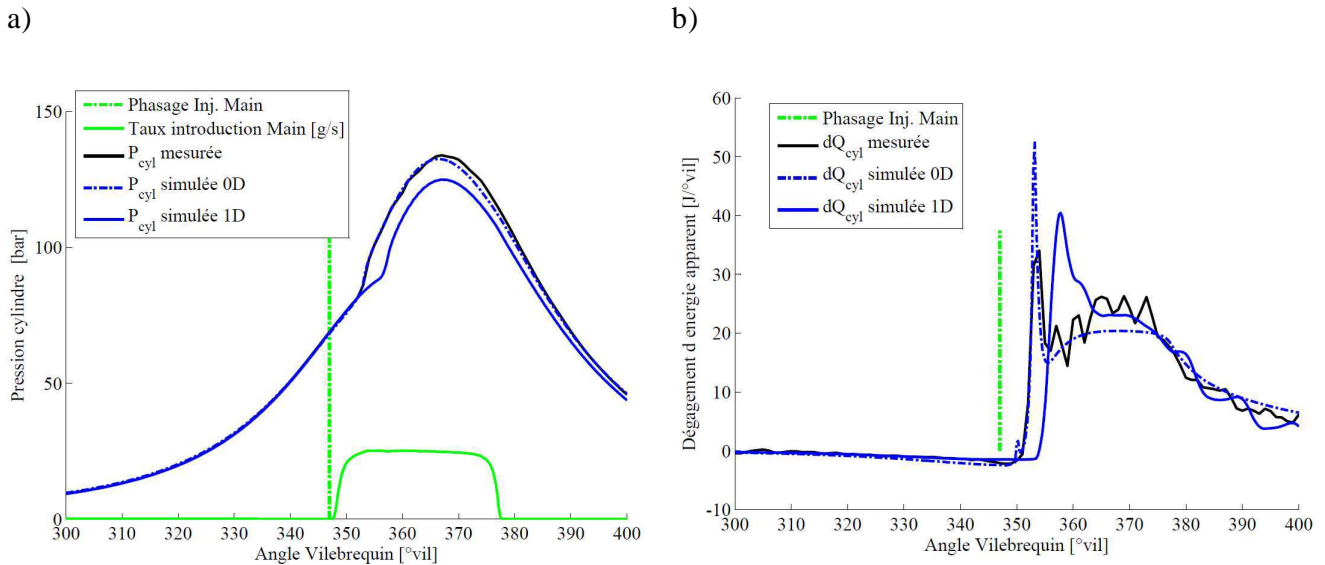 a)
b)
150
100
50
0
300 310 320 330 340 350 360 370 380 390 400
Pression cylindre [bar]
Angle Vilebrequin [°vil]
Phasage Inj. Main
Taux introduction Main [g/s]
P_cyl mesurée
P_cyl simulée 0D
P_cyl simulée 1D
60
50
40
30
20
10
0
-10
300 310 320 330 340 350 360 370 380 390 400
Dégagement d energie apparent [J/°vil]
Angle Vilebrequin [°vil]
Phasage Inj. Main
dQ_cyl mesurée
dQ_cyl simulée 0D
dQ_cyl simulée 1D